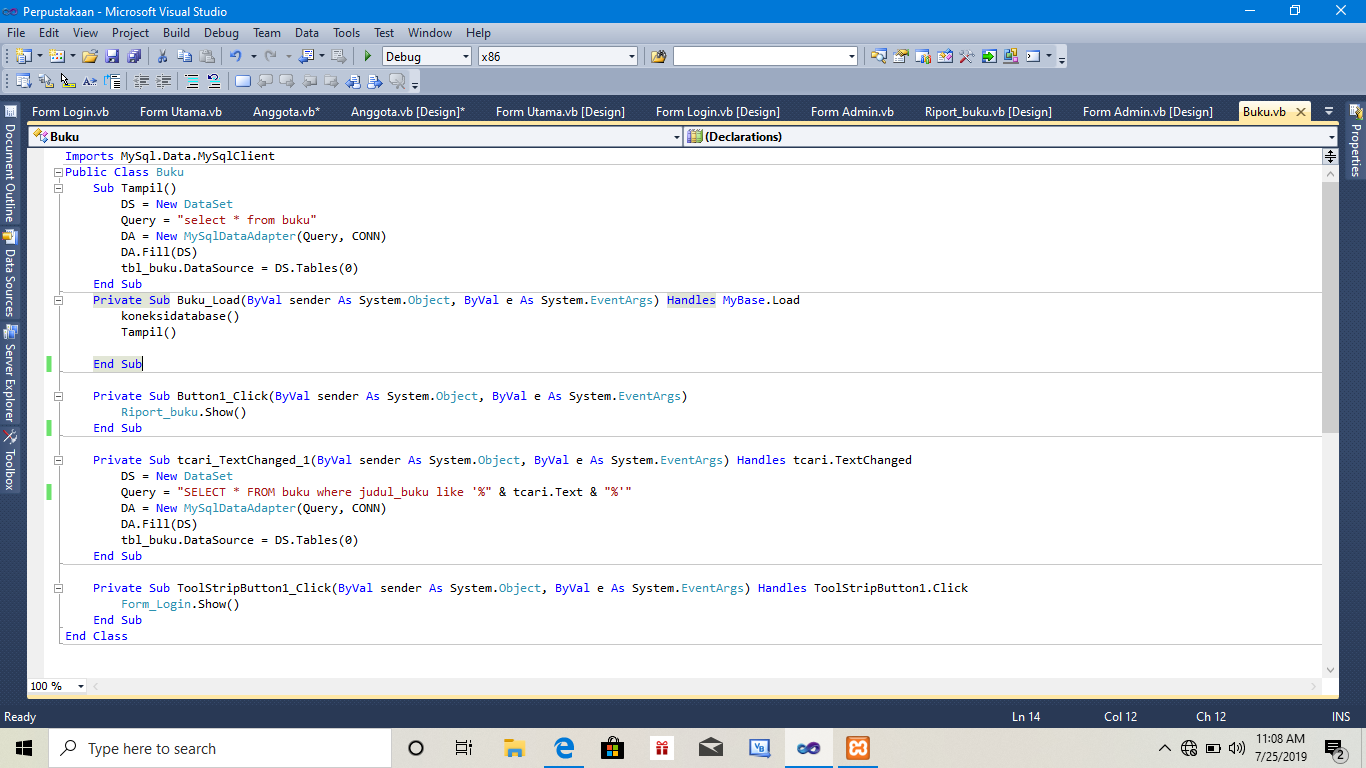 Perpustakaan - Microsoft Visual Studio
File Edit View Project Build Debug Team Data Tools Test Window Help
Debug x86
Form Login.vb Form Utama.vb Anggota.vb* Anggota.vb [Design]* Form Utama.vb [Design] Form Login.vb [Design] Form Admin.vb Riport_buku.vb [Design] Form Admin.vb [Design] Buku.vb
Document Outline
Data Sources
Server Explorer
Toolbox
Properties
Buku (Declarations)
Imports MySql.Data.MySqlClient
Public Class Buku
Sub Tampil()
DS = New DataSet
Query = "select * from buku"
DA = New MySqlDataAdapter(Query, CONN)
DA.Fill(DS)
tbl_buku.DataSource = DS.Tables(0)
End Sub
Private Sub Buku_Load(ByVal sender As System.Object, ByVal e As System.EventArgs) Handles MyBase.Load
koneksidatabase()
Tampil()
End Sub
Private Sub Button1_Click(ByVal sender As System.Object, ByVal e As System.EventArgs)
Riport_buku.Show()
End Sub
Private Sub tcari_TextChanged_1(ByVal sender As System.Object, ByVal e As System.EventArgs) Handles tcari.TextChanged
DS = New DataSet
Query = "SELECT * FROM buku where judul_buku like '%" & tcari.Text & "%'"
DA = New MySqlDataAdapter(Query, CONN)
DA.Fill(DS)
tbl_buku.DataSource = DS.Tables(0)
End Sub
Private Sub ToolStripButton1_Click(ByVal sender As System.Object, ByVal e As System.EventArgs) Handles ToolStripButton1.Click
Form_Login.Show()
End Sub
End Class
100 %
Ready Ln 14 Col 12 Ch 12 INS
Type here to search
11:08 AM
7/25/2019
2